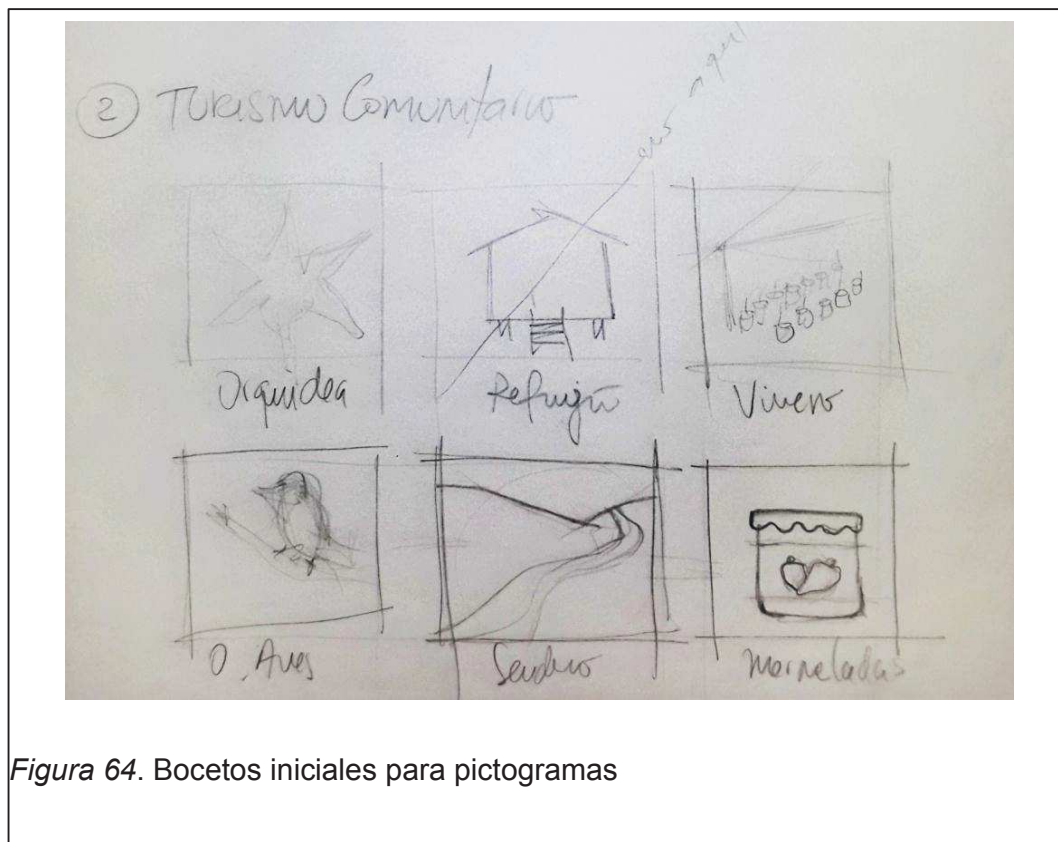 ② Turismo Comunitario
Orquidea Refugio Vivero
O. Aves Sendero Mermeladas
Figura 64. Bocetos iniciales para pictogramas